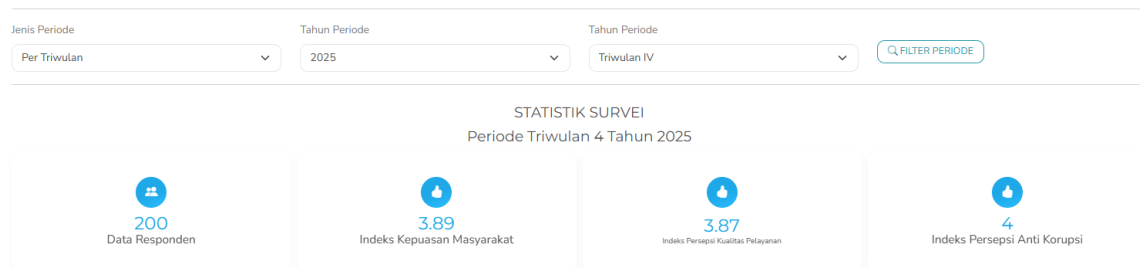 Jenis Periode
Tahun Periode
Tahun Periode
Per Triwulan
2025
Triwulan IV
FILTER PERIODE
STATISTIK SURVEI
Periode Triwulan 4 Tahun 2025
200
Data Responden
3.89
Indeks Kepuasan Masyarakat
3.87
Indeks Persepsi Kualitas Pelayanan
4
Indeks Persepsi Anti Korupsi